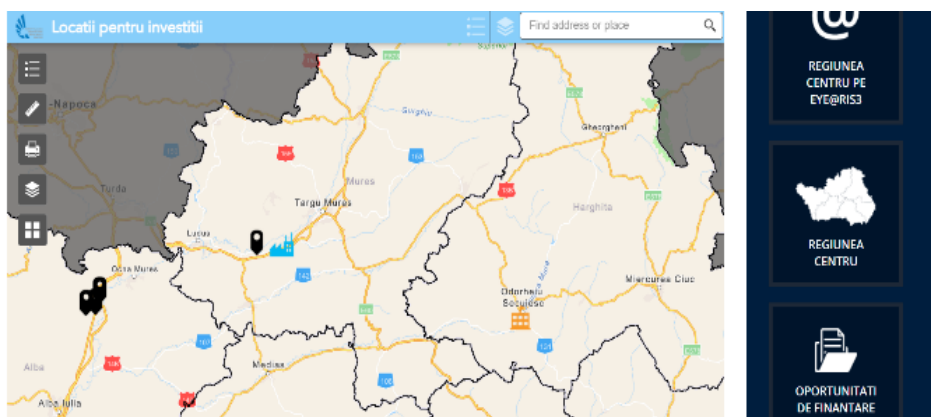 Locatii pentru investitii
Find address or place
-Napoca
Turda
Ludus
Ocna Mures
Targu Mures
Mures
Gurghiu
Gheorgheni
Harghita
Odorheiu
Secuiesc
Miercurea Ciuc
Medias
Alba
Alba Iulia
@
REGIUNEA
CENTRU PE
EYE@RIS3
REGIUNEA
CENTRU
OPORTUNITATI
DE FINANTARE